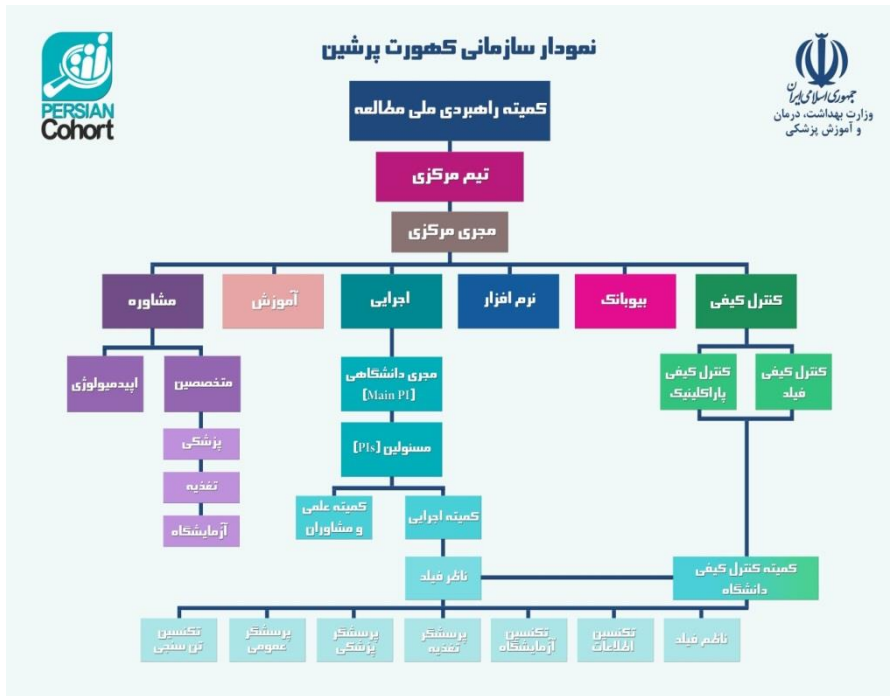 نمودار سازمانی کهورت پرشین
PERSIAN
Cohort
جمهوری اسلامی ایران
وزارت بهداشت، درمان
و آموزش پزشکی
کمیته راهبردی ملی مطالعه
تیم مرکزی
مجری مرکزی
کنترل کیفی
بیوبانک
نرم افزار
اجرایی
آموزش
مشاوره
کنترل کیفی
فیلد
کنترل کیفی
پاراکلینیک
مجری دانشگاهی
[Main PI]
متخصصین
اپیدمیولوژی
پزشکی
تغذیه
آزمایشگاه
مسئولین [PIs]
کمیته اجرایی
کمیته علمی
و مشاوران
کمیته کنترل کیفی
دانشگاه
ناظر فیلد
ناظم فیلد
تکنسین
اطلاعات
تکنسین
آزمایشگاه
پرسشگر
تغذیه
پرسشگر
پزشکی
پرسشگر
عمومی
تکنسین
تن سنجی